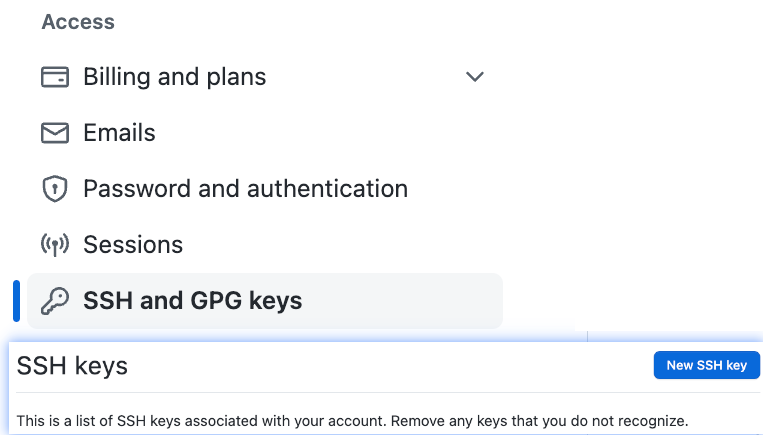 Access
Billing and plans
Emails
Password and authentication
Sessions
SSH and GPG keys
SSH keys
New SSH key
This is a list of SSH keys associated with your account. Remove any keys that you do not recognize.